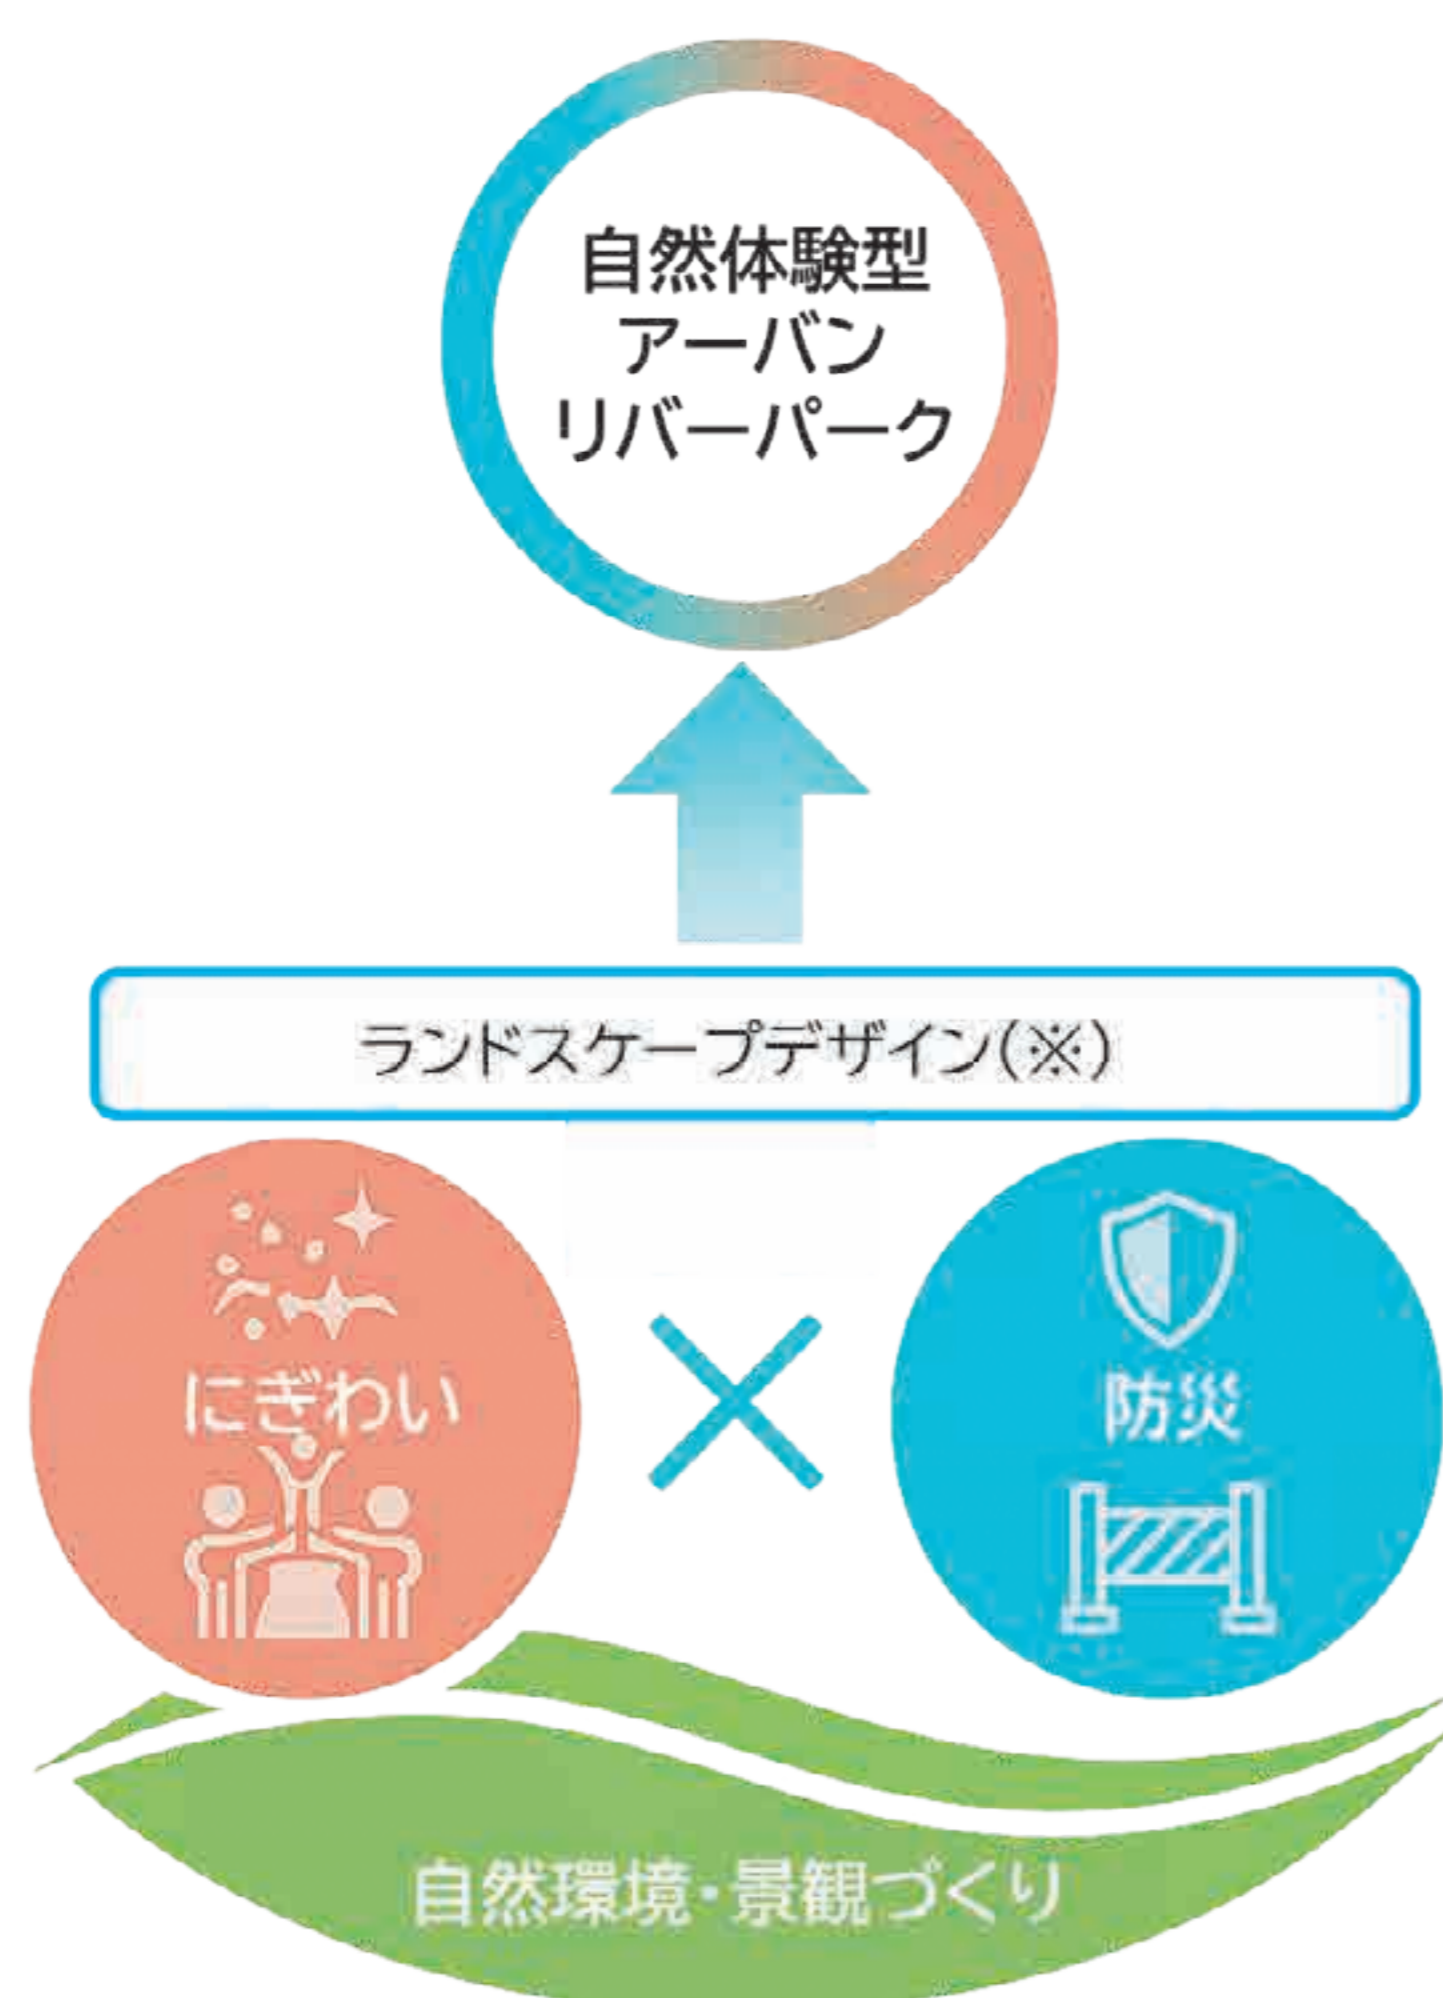 自然体験型
アーバン
リバーパーク
ランドスケープデザイン(※)
にぎわい
防災
自然環境・景観づくり